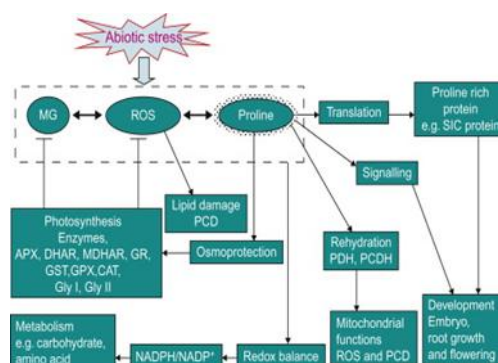 Abiotic stress
MG
ROS
Proline
Translation
Proline rich
protein
e.g. SIC protein
Signalling
Lipid damage
PCD
Photosynthesis
Enzymes,
APX, DHAR, MDHAR, GR,
GST,GPX,CAT,
Gly I, Gly II
Osmoprotection
Rehydration
PDH, PCDH
Metabolism
e.g. carbohydrate,
amino acid
NADPH/NADP⁺
Redox balance
Mitochondrial
functions
ROS and PCD
Development
Embryo,
root growth
and flowering